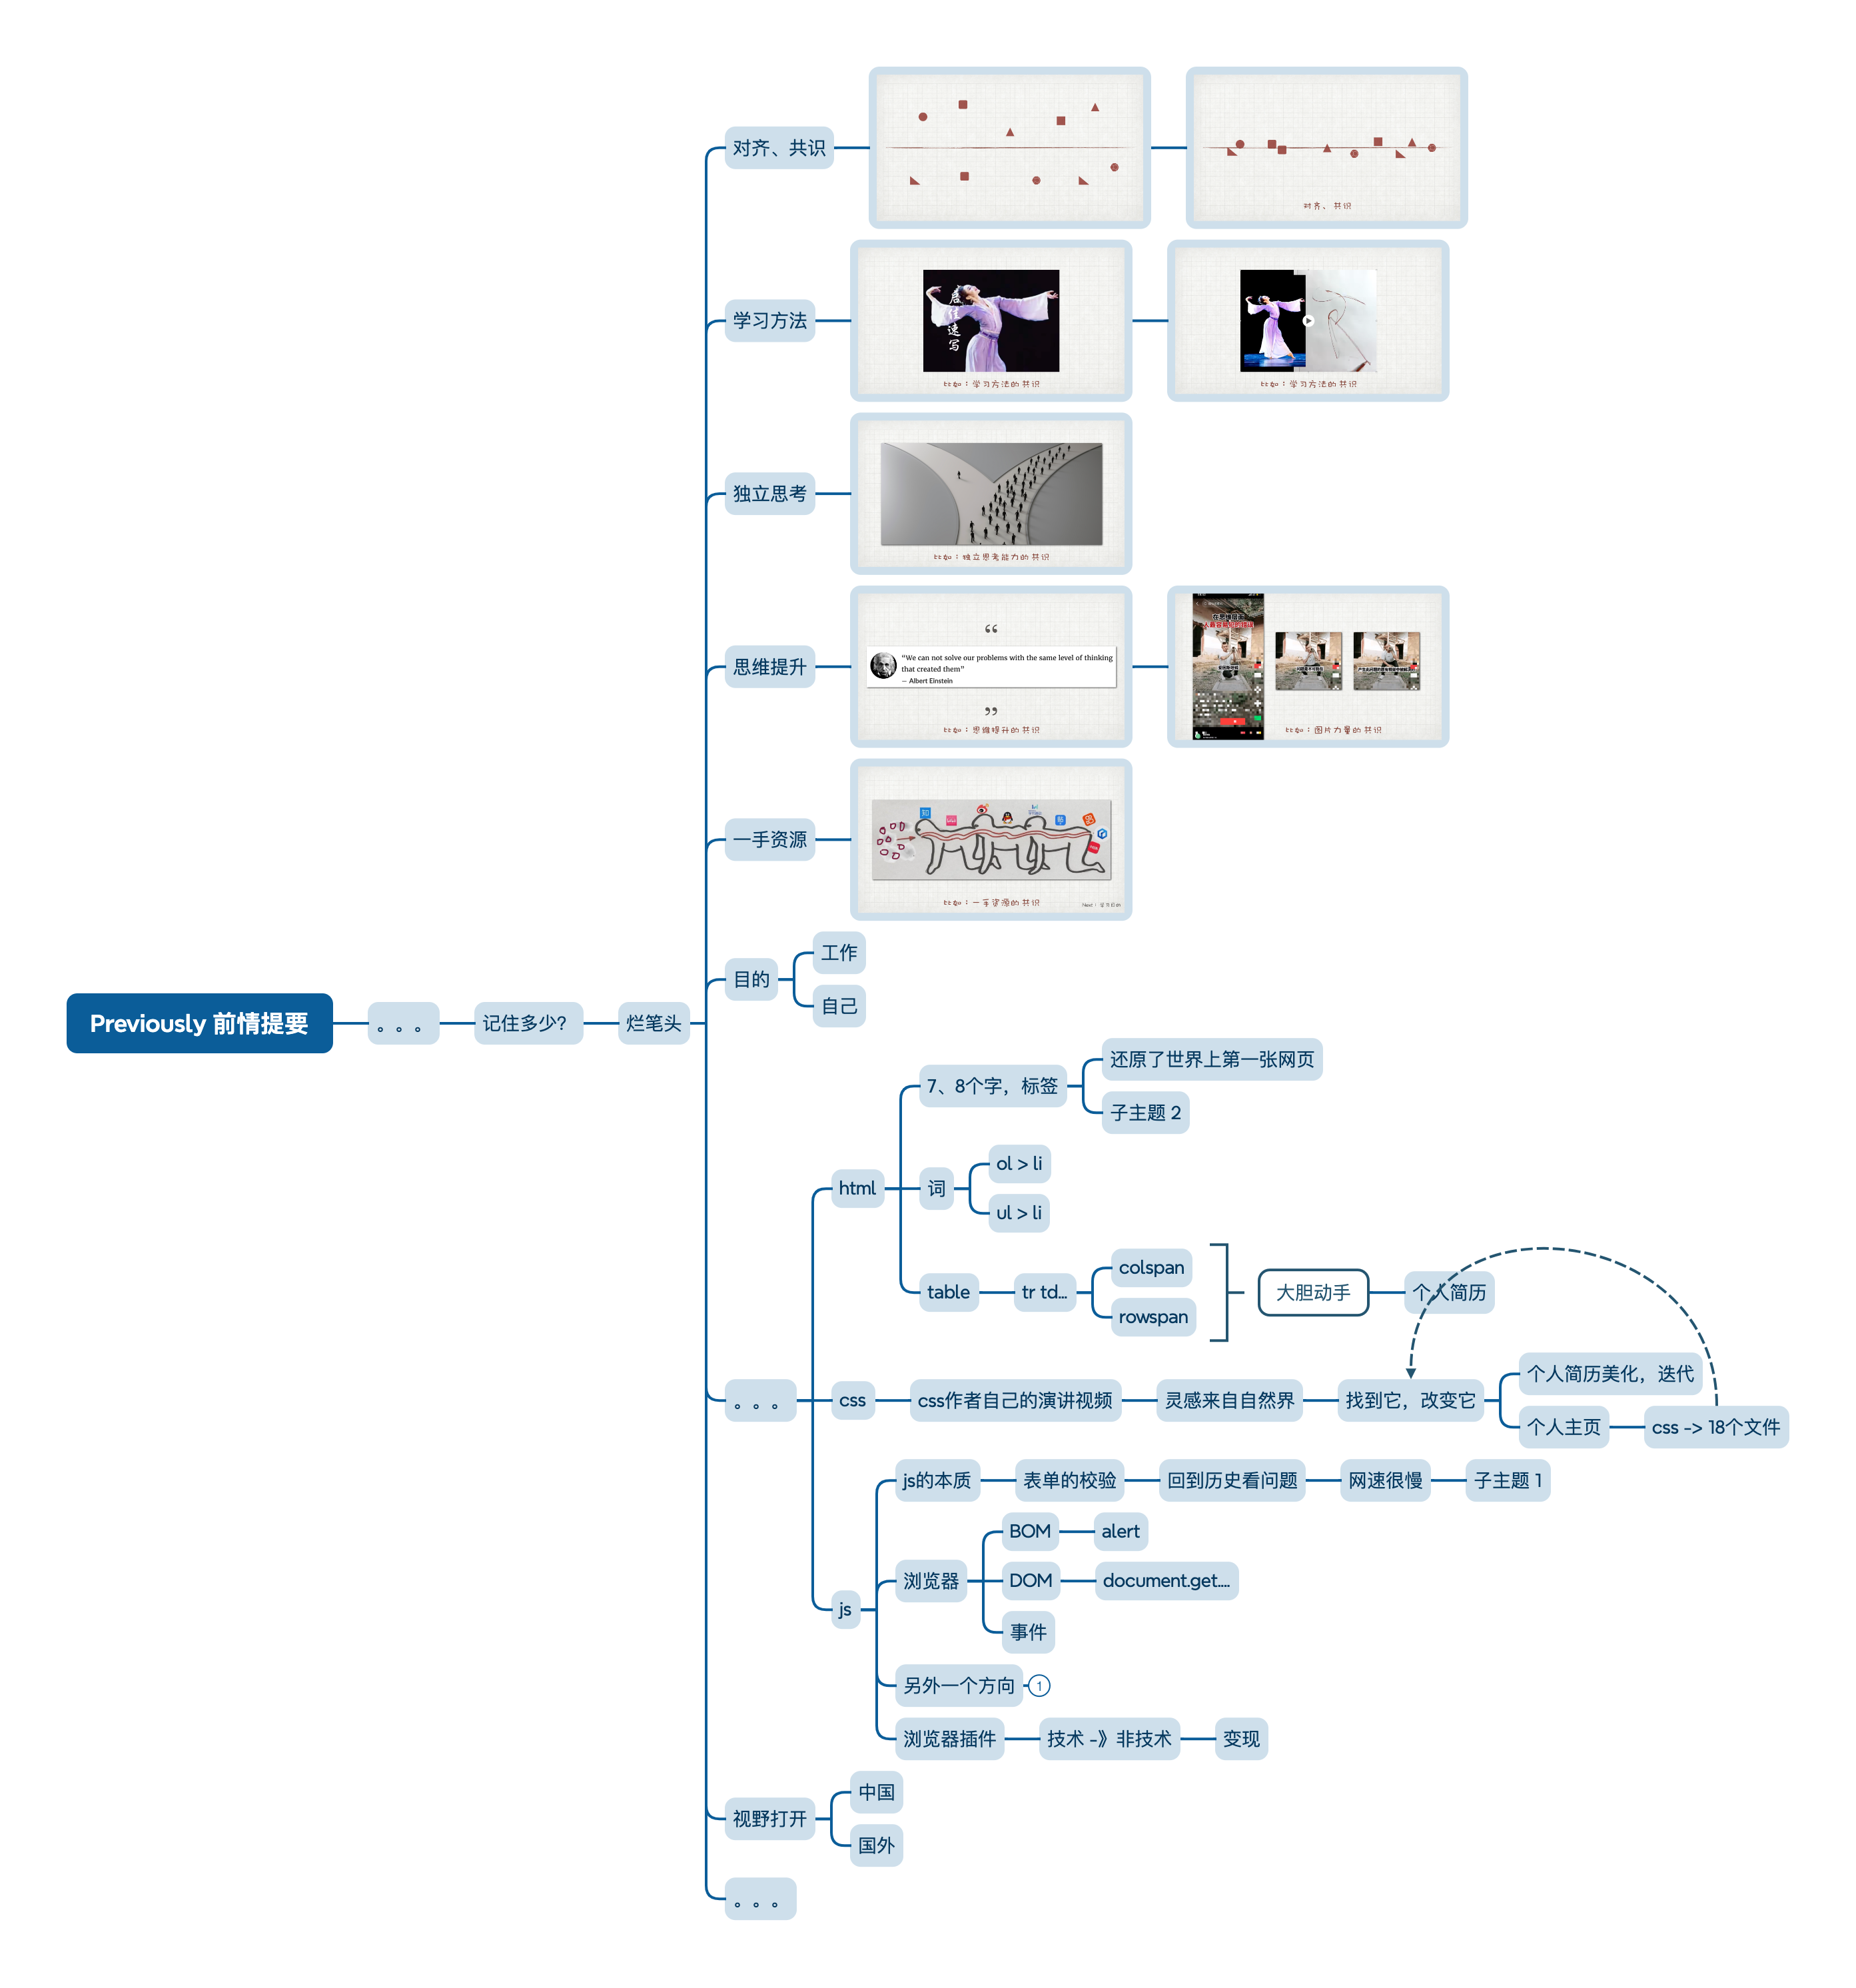 Previously 前情提要
。。。
记住多少？
烂笔头
对齐、共识
对齐、共识
学习方法
速写
比如：学习方法的共识
比如：学习方法的共识
独立思考
比如：独立思考能力的共识
思维提升
“
“We can not solve our problems with the same level of thinking
that created them”
— Albert Einstein
”
比如：思维提升的共识
在思维层面
比如：图片力量的共识
一手资源
知
比如：一手资源的共识
目的
工作
自己
。。。
html
7、8个字，标签
还原了世界上第一张网页
子主题 2
词
ol > li
ul > li
table
tr td...
colspan
rowspan
大胆动手
个人简历
css
css作者自己的演讲视频
灵感来自自然界
找到它，改变它
个人简历美化，迭代
个人主页
css -> 18个文件
js
js的本质
表单的校验
回到历史看问题
网速很慢
子主题 1
浏览器
BOM
alert
DOM
document.get....
事件
另外一个方向
1
浏览器插件
技术 -》非技术
变现
视野打开
中国
国外
。。。